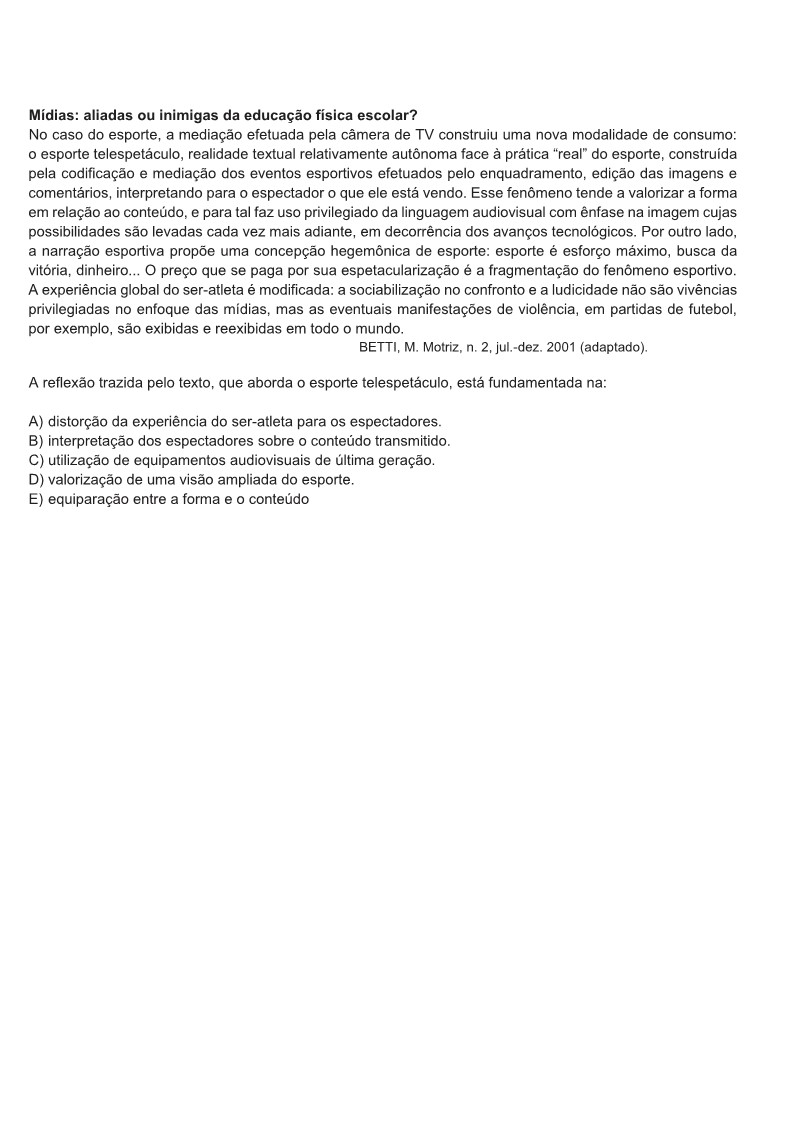 Mídias: aliadas ou inimigas da educação física escolar?
No caso do esporte, a mediação efetuada pela câmera de TV construiu uma nova modalidade de consumo:
o esporte telespetáculo, realidade textual relativamente autônoma face à prática “real” do esporte, construída
pela codificação e mediação dos eventos esportivos efetuados pelo enquadramento, edição das imagens e
comentários, interpretando para o espectador o que ele está vendo. Esse fenômeno tende a valorizar a forma
em relação ao conteúdo, e para tal faz uso privilegiado da linguagem audiovisual com ênfase na imagem cujas
possibilidades são levadas cada vez mais adiante, em decorrência dos avanços tecnológicos. Por outro lado,
a narração esportiva propõe uma concepção hegemônica de esporte: esporte é esforço máximo, busca da
vitória, dinheiro... O preço que se paga por sua espetacularização é a fragmentação do fenômeno esportivo.
A experiência global do ser-atleta é modificada: a sociabilização no confronto e a ludicidade não são vivências
privilegiadas no enfoque das mídias, mas as eventuais manifestações de violência, em partidas de futebol,
por exemplo, são exibidas e reexibidas em todo o mundo.
BETTI, M. Motriz, n. 2, jul.-dez. 2001 (adaptado).
A reflexão trazida pelo texto, que aborda o esporte telespetáculo, está fundamentada na:
A) distorção da experiência do ser-atleta para os espectadores.
B) interpretação dos espectadores sobre o conteúdo transmitido.
C) utilização de equipamentos audiovisuais de última geração.
D) valorização de uma visão ampliada do esporte.
E) equiparação entre a forma e o conteúdo